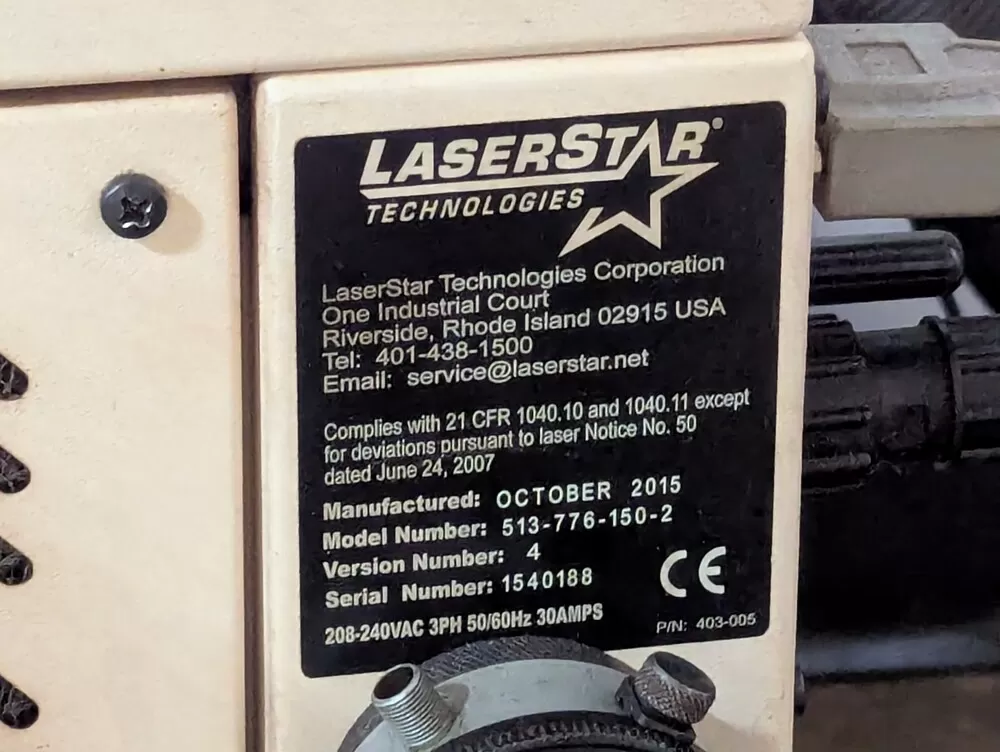 LASERSTAR®
TECHNOLOGIES
LaserStar Technologies Corporation
One Industrial Court
Riverside, Rhode Island 02915 USA
Tel: 401-438-1500
Email: service@laserstar.net
Complies with 21 CFR 1040.10 and 1040.11 except
for deviations pursuant to laser Notice No. 50
dated June 24, 2007
Manufactured: OCTOBER 2015
Model Number: 513-776-150-2
Version Number: 4
Serial Number: 1540188
CE
208-240VAC 3PH 50/60Hz 30AMPS
P/N: 403-005